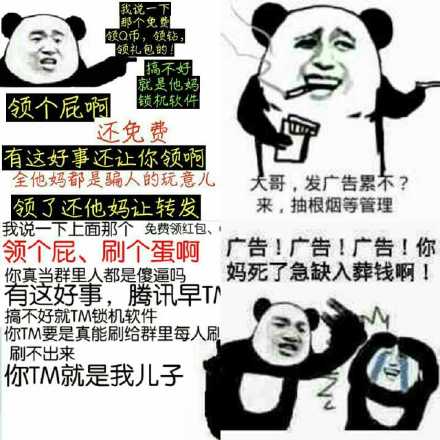 我说一下
那个免费
领Q币，领钻，
领礼包的！
搞不好
就是他妈
锁机软件
领个屁啊
还免费
有这好事还让你领啊
全他妈都是骗人的玩意儿
领了还他妈让转发
大哥，发广告累不？
来，抽根烟等管理
我说一下上面那个 免费领红包、
领个屁、刷个蛋啊
你真当群里人都是傻逼吗
有这好事，腾讯早TM
搞不好就TM锁机软件
你TM要是真能刷给群里每人刷
刷不出来
你TM就是我儿子
广告！广告！广告！你
妈死了急缺入葬钱啊！